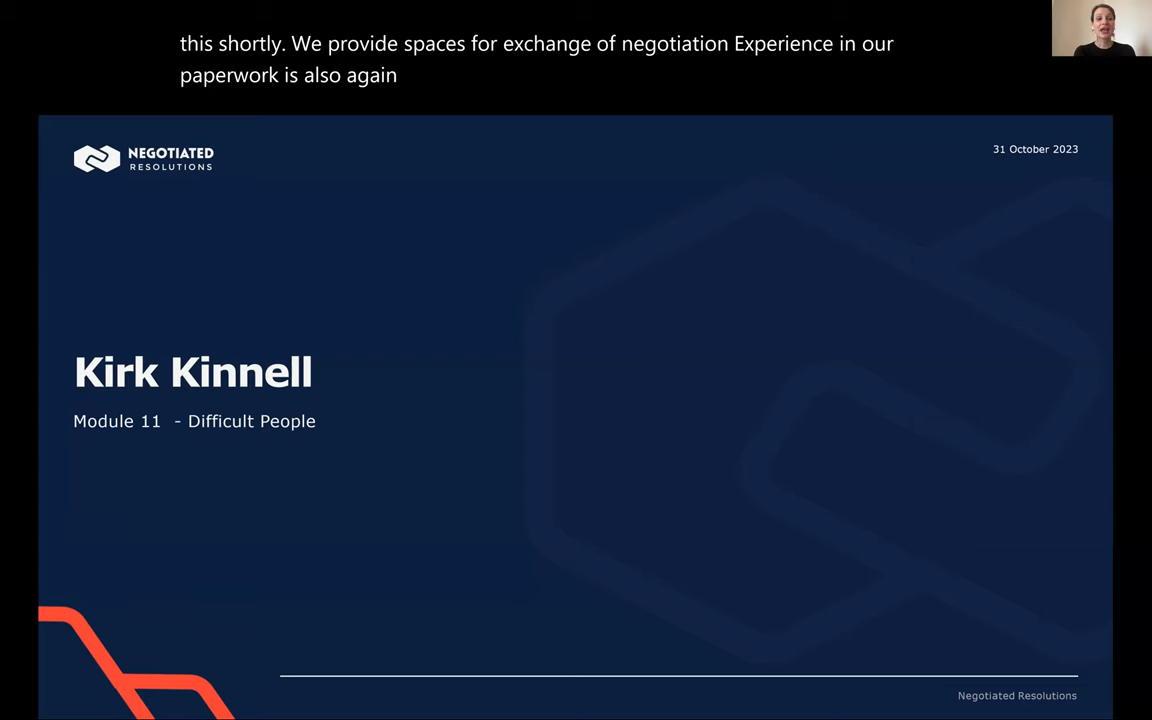 this shortly. We provide spaces for exchange of negotiation Experience in our
paperwork is also again
NEGOTIATED
RESOLUTIONS
31 October 2023
Kirk Kinnell
Module 11 - Difficult People
Negotiated Resolutions